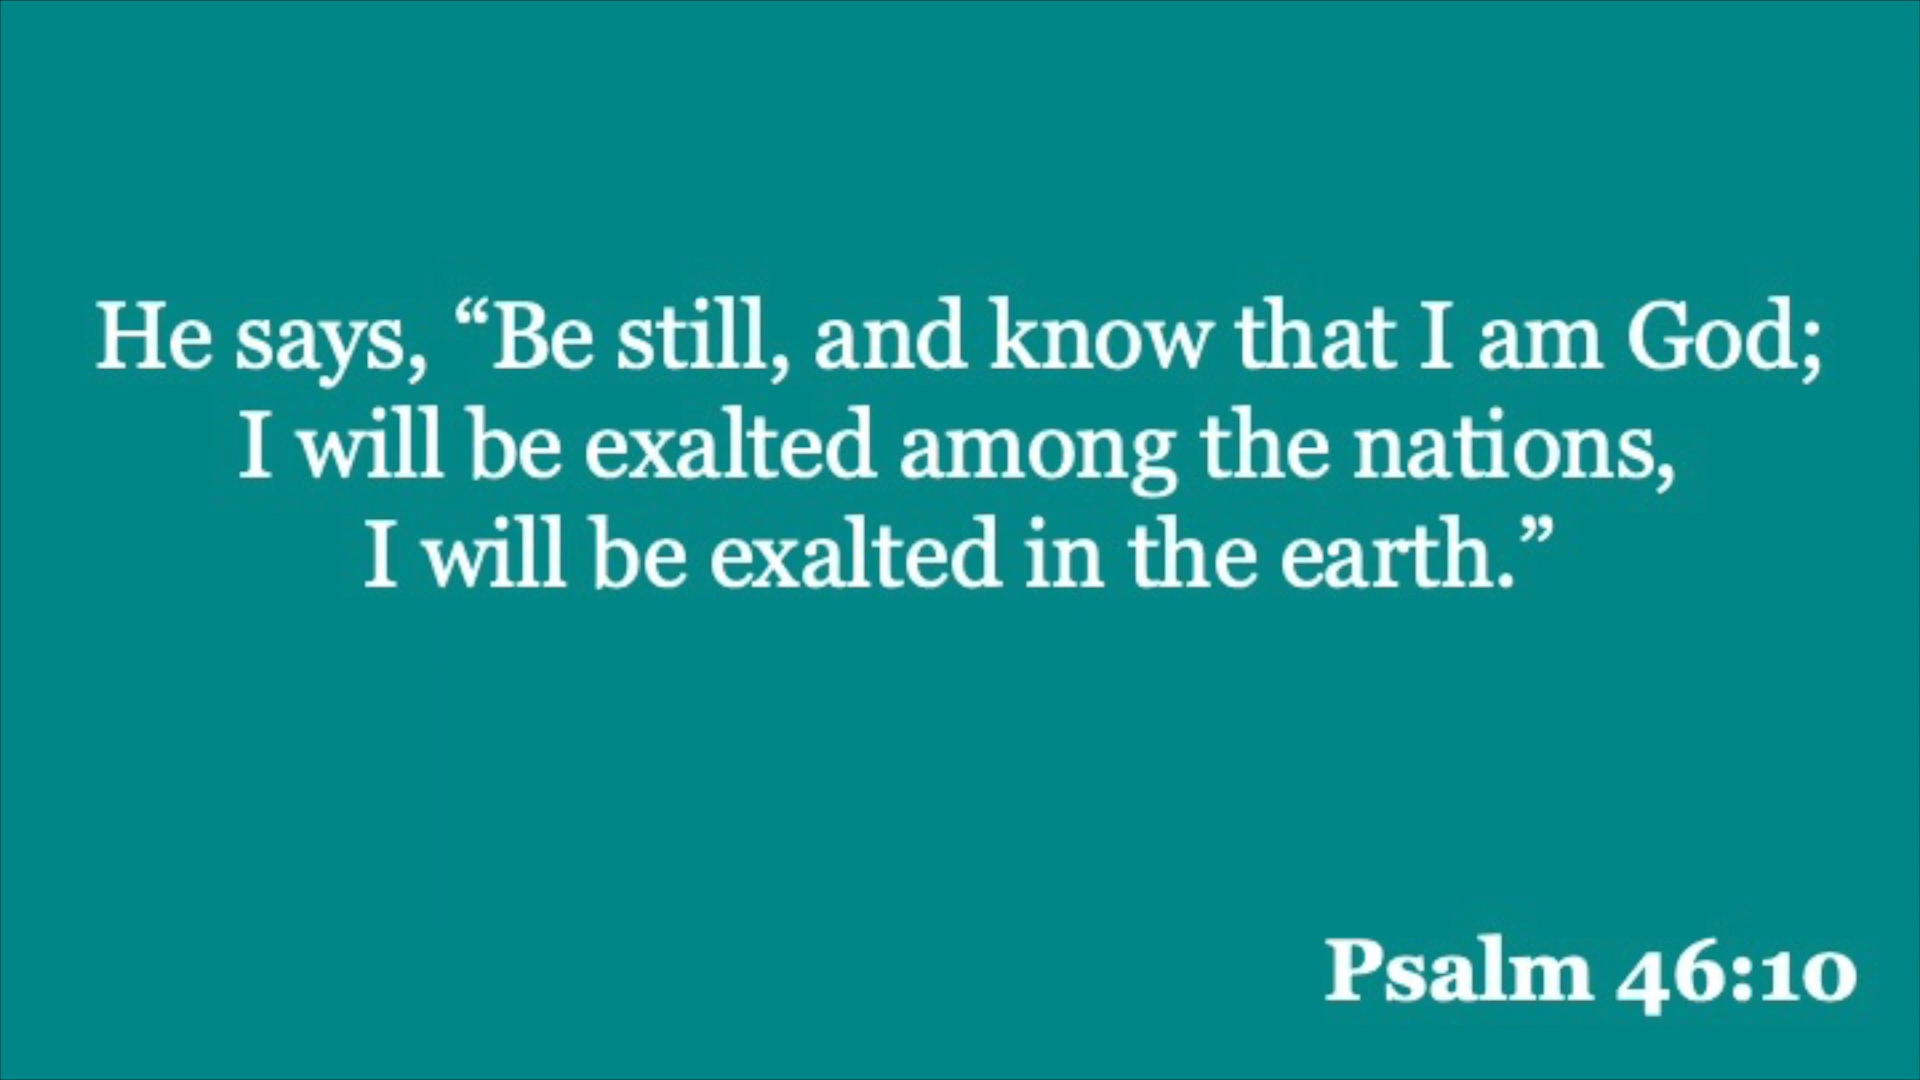 He says, “Be still, and know that I am God;
I will be exalted among the nations,
I will be exalted in the earth.”
Psalm 46:10